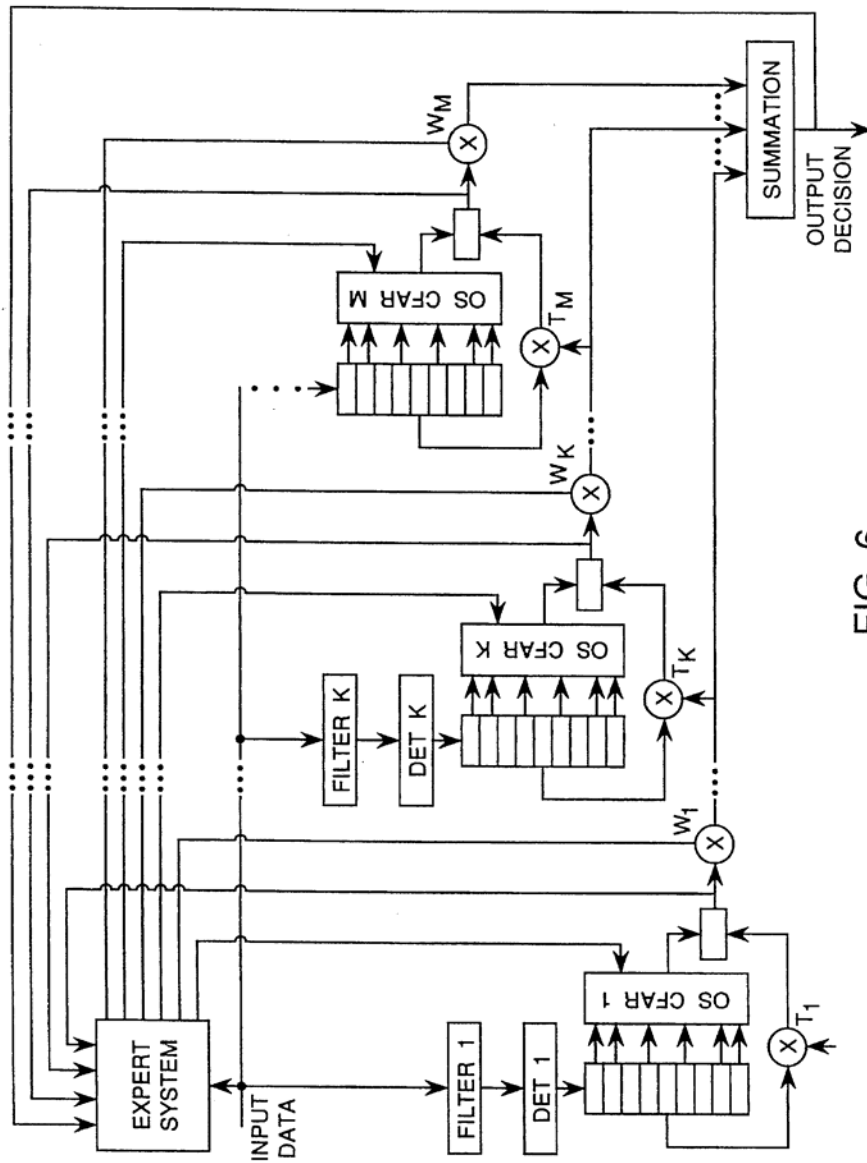 EXPERT
SYSTEM
INPUT
DATA
FILTER 1
DET 1
OS CFAR 1
T1
X
W1
X
FILTER K
DET K
OS CFAR K
TK
X
WK
X
OS CFAR M
TM
X
WM
X
SUMMATION
OUTPUT
DECISION
FIG. 6